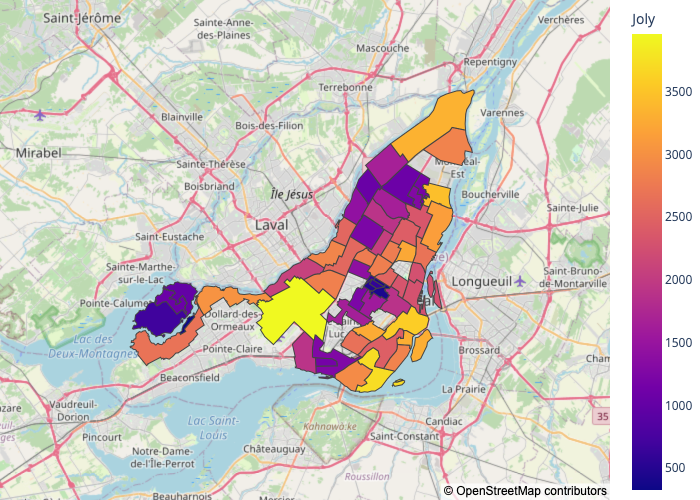 Joly
Saint-Jérôme
Sainte-Anne-
des-Plaines
Verchères
Mascouche
Repentigny
Terrebonne
3500
Blainville
Varennes
Bois-des-Filion
Mirabel
3000
Sainte-Thérèse
Montréal-
Est
Boisbriand
Île Jésus
Boucherville
2500
Sainte-Julie
Laval
Saint-Eustache
Sainte-Marthe-
sur-le-Lac
Saint-Bruno-
de-Montarville
Longueuil
2000
Pointe-Calumet
Dollard-des
Ormeaux
Lac des
Deux-Montagnes
Luc
1500
Pointe-Claire
Brossard
Beaconsfield
La Prairie
Vaudreuil-
Dorion
1000
Candiac
35
Lac Saint-
Louis
Kahnawa:ke
Pincourt
Saint-Constant
Notre-Dame-
de-l'Île-Perrot
Châteauguay
500
Roussillon
Beauharnois
Mercier
© OpenStreetMap contributors